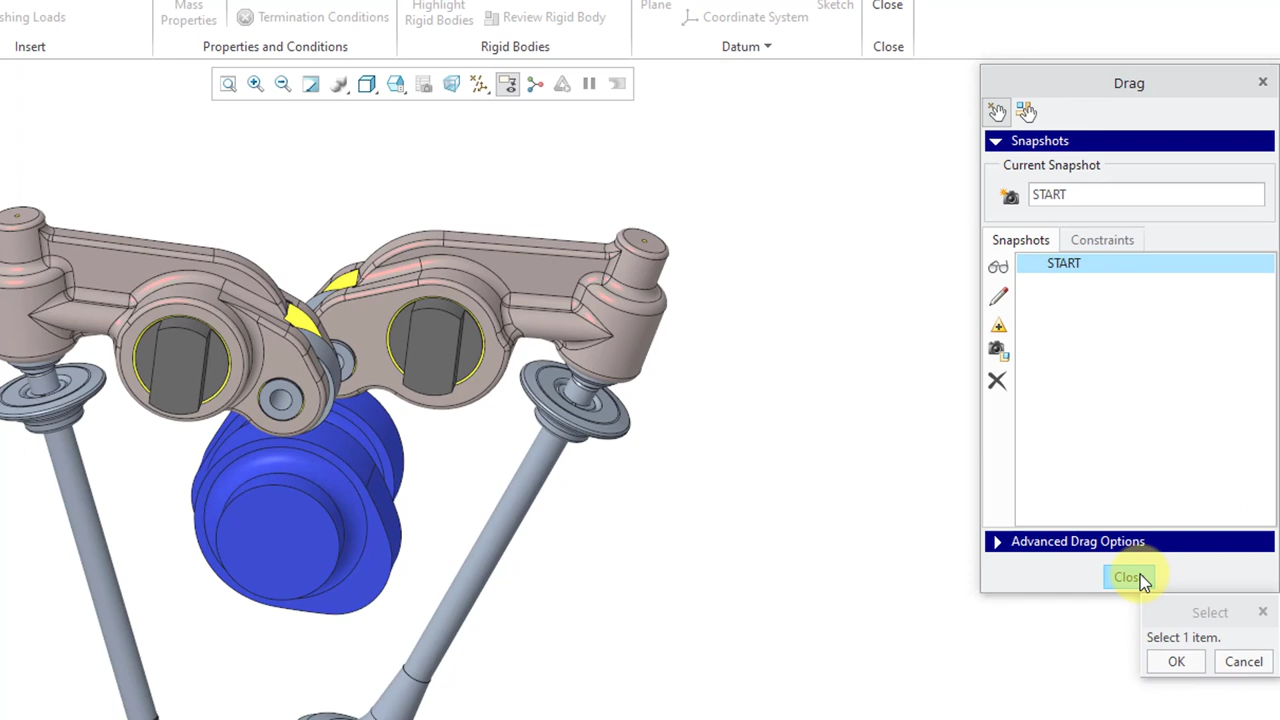 Mass
Properties
Termination Conditions
Highlight
Rigid Bodies
Review Rigid Body
Plane
Coordinate System
Sketch
Close
Insert
Properties and Conditions
Rigid Bodies
Datum
Close
Drag
Snapshots
Current Snapshot
START
Snapshots
Constraints
START
Advanced Drag Options
Select
Select 1 item.
OK
Cancel